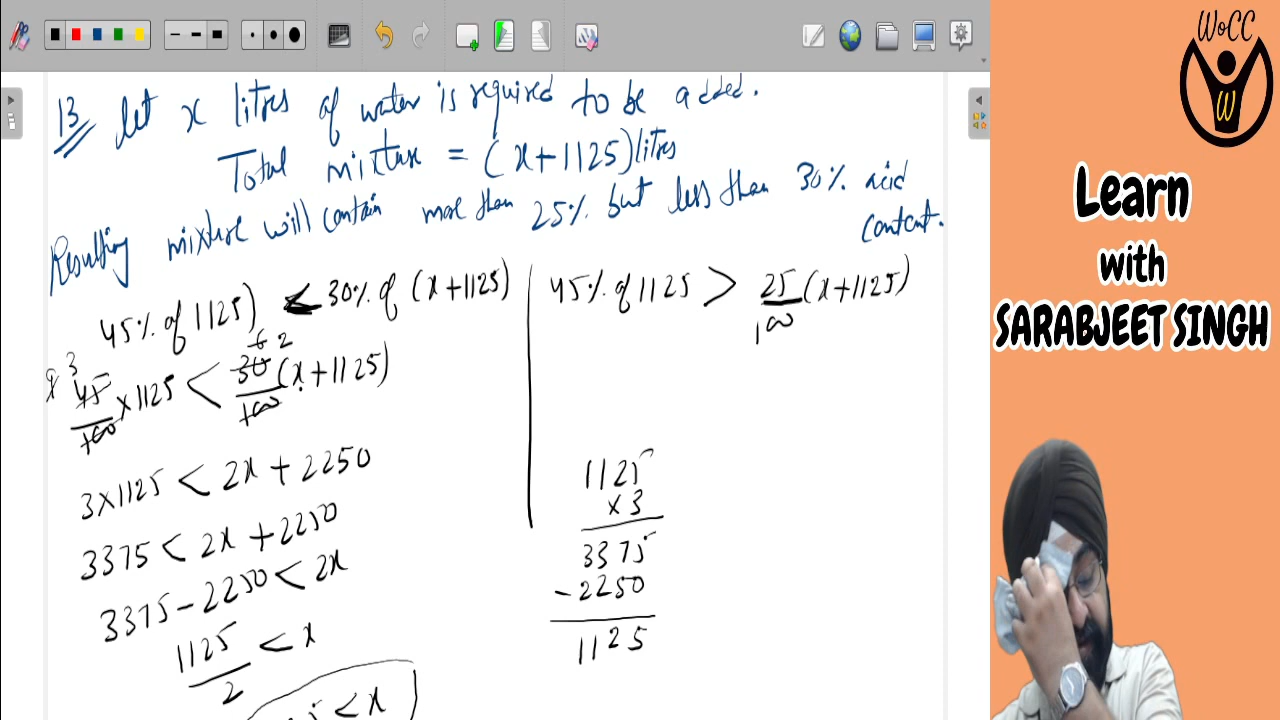 13 Let x litres of water is required to be added.
Total mixture = (x+1125) litres
Resulting mixture will contain more than 25% but less than 30% acid
content.
45% of 1125) < 30% of (x+1125)
45/100 x 1125 < 30/100 (x+1125)
3 6 2
3x1125 < 2x + 2250
3375 < 2x + 2250
3375 - 2250 < 2x
1125/2 < x
< x
45% of 1125 > 25/100 (x+1125)
1125
x 3
3375
- 2250
1125
WoCC
W
Learn
with
SARABJEET SINGH